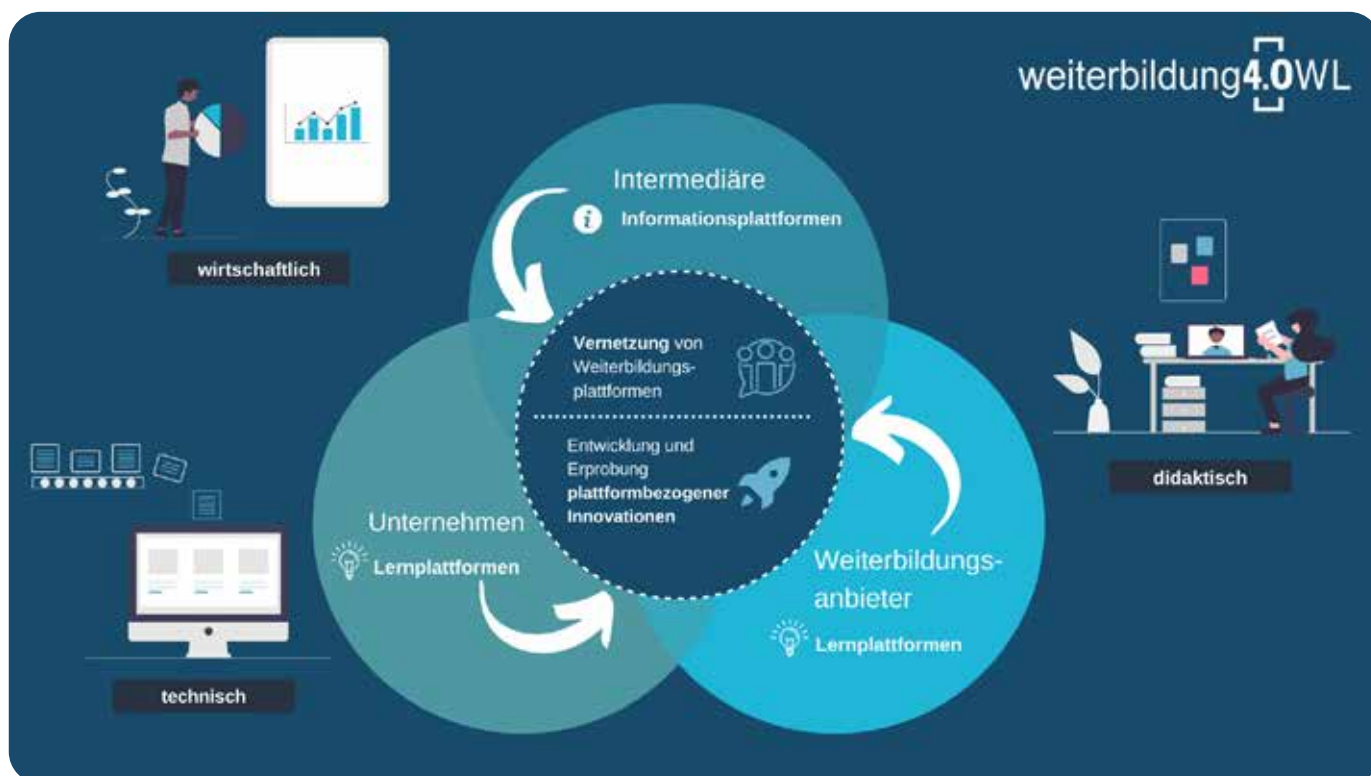 weiterbildung4.0WL
Intermediäre
Informationsplattformen
wirtschaftlich
Vernetzung von
Weiterbildungs-
plattformen
Entwicklung und
Erprobung
plattformbezogener
Innovationen
didaktisch
Unternehmen
Lernplattformen
Weiterbildungs-
anbieter
Lernplattformen
technisch